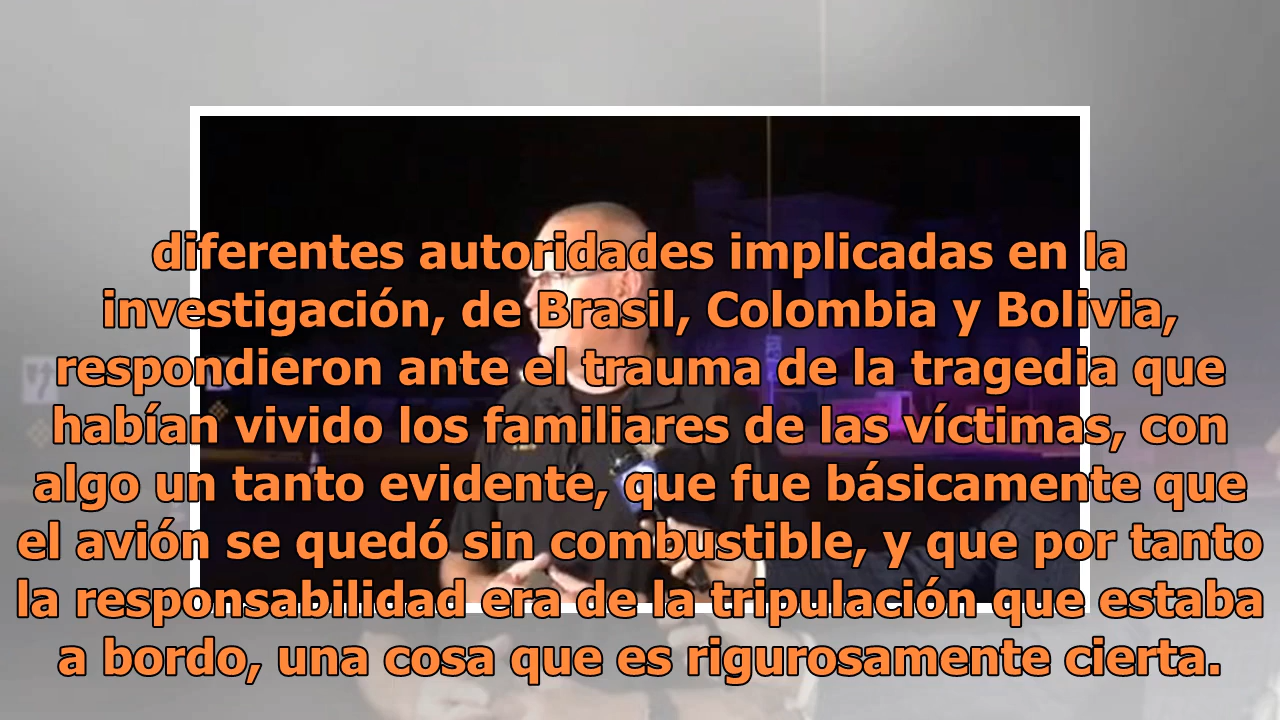 diferentes autoridades implicadas en la
investigación, de Brasil, Colombia y Bolivia,
respondieron ante el trauma de la tragedia que
habían vivido los familiares de las víctimas, con
algo un tanto evidente, que fue básicamente que
el avión se quedó sin combustible, y que por tanto
la responsabilidad era de la tripulación que estaba
a bordo, una cosa que es rigurosamente cierta.